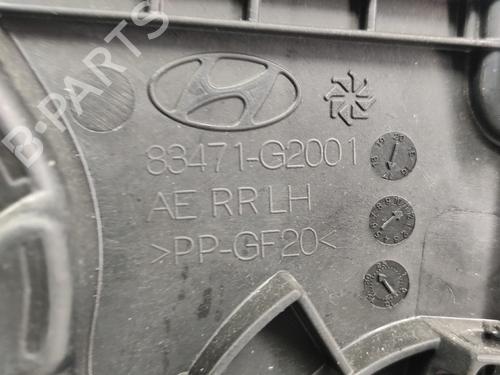 B-PARTS
83471-G2001
AE RR LH
>PP-GF20<